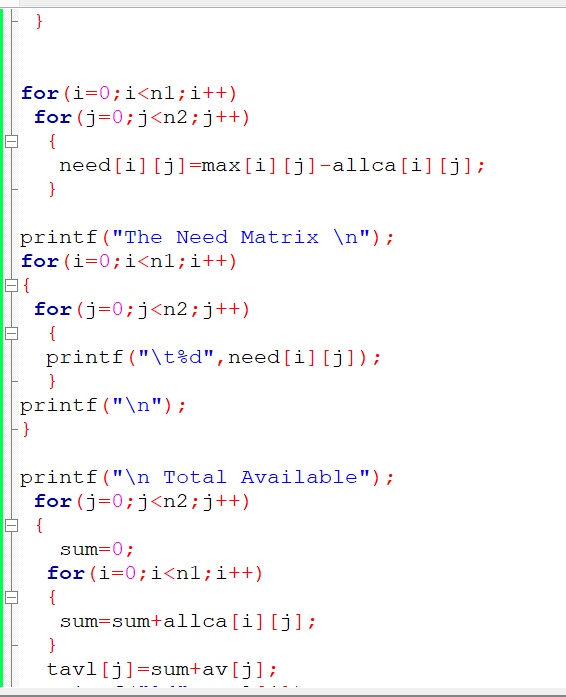 }
for(i=0;i<n1;i++)
for(j=0;j<n2;j++)
{
need[i][j]=max[i][j]-allca[i][j];
}
printf("The Need Matrix \n");
for(i=0;i<n1;i++)
{
for(j=0;j<n2;j++)
{
printf("\t%d",need[i][j]);
}
printf("\n");
}
printf("\n Total Available");
for(j=0;j<n2;j++)
{
sum=0;
for(i=0;i<n1;i++)
{
sum=sum+allca[i][j];
}
tavl[j]=sum+av[j];